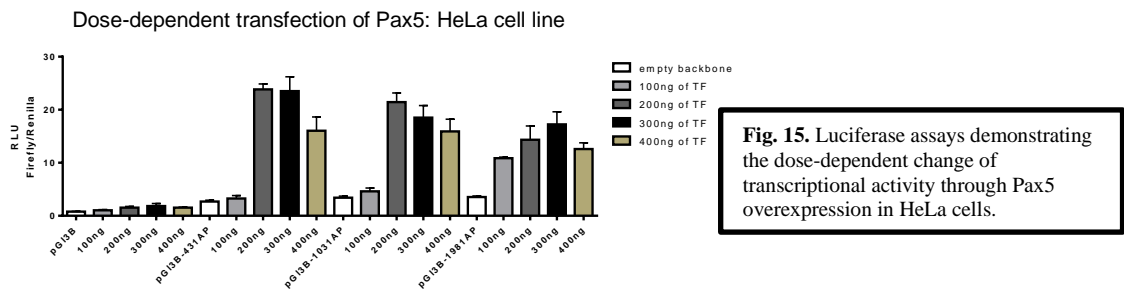 Dose-dependent transfection of Pax5: HeLa cell line
RLU
Firefly/Renilla
30
20
10
0
pGl3B
100ng
200ng
300ng
400ng
pGl3B-431AP
100ng
200ng
300ng
400ng
pGl3B-1031AP
100ng
200ng
300ng
400ng
pGl3B-1981AP
100ng
200ng
300ng
400ng
empty backbone
100ng of TF
200ng of TF
300ng of TF
400ng of TF
Fig. 15. Luciferase assays demonstrating
the dose-dependent change of
transcriptional activity through Pax5
overexpression in HeLa cells.